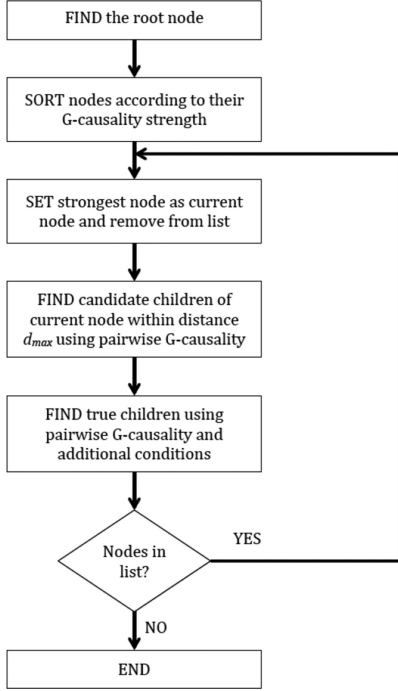 FIND the root node
SORT nodes according to their
G-causality strength
SET strongest node as current
node and remove from list
FIND candidate children of
current node within distance
dmax using pairwise G-causality
FIND true children using
pairwise G-causality and
additional conditions
Nodes in
list?
YES
NO
END